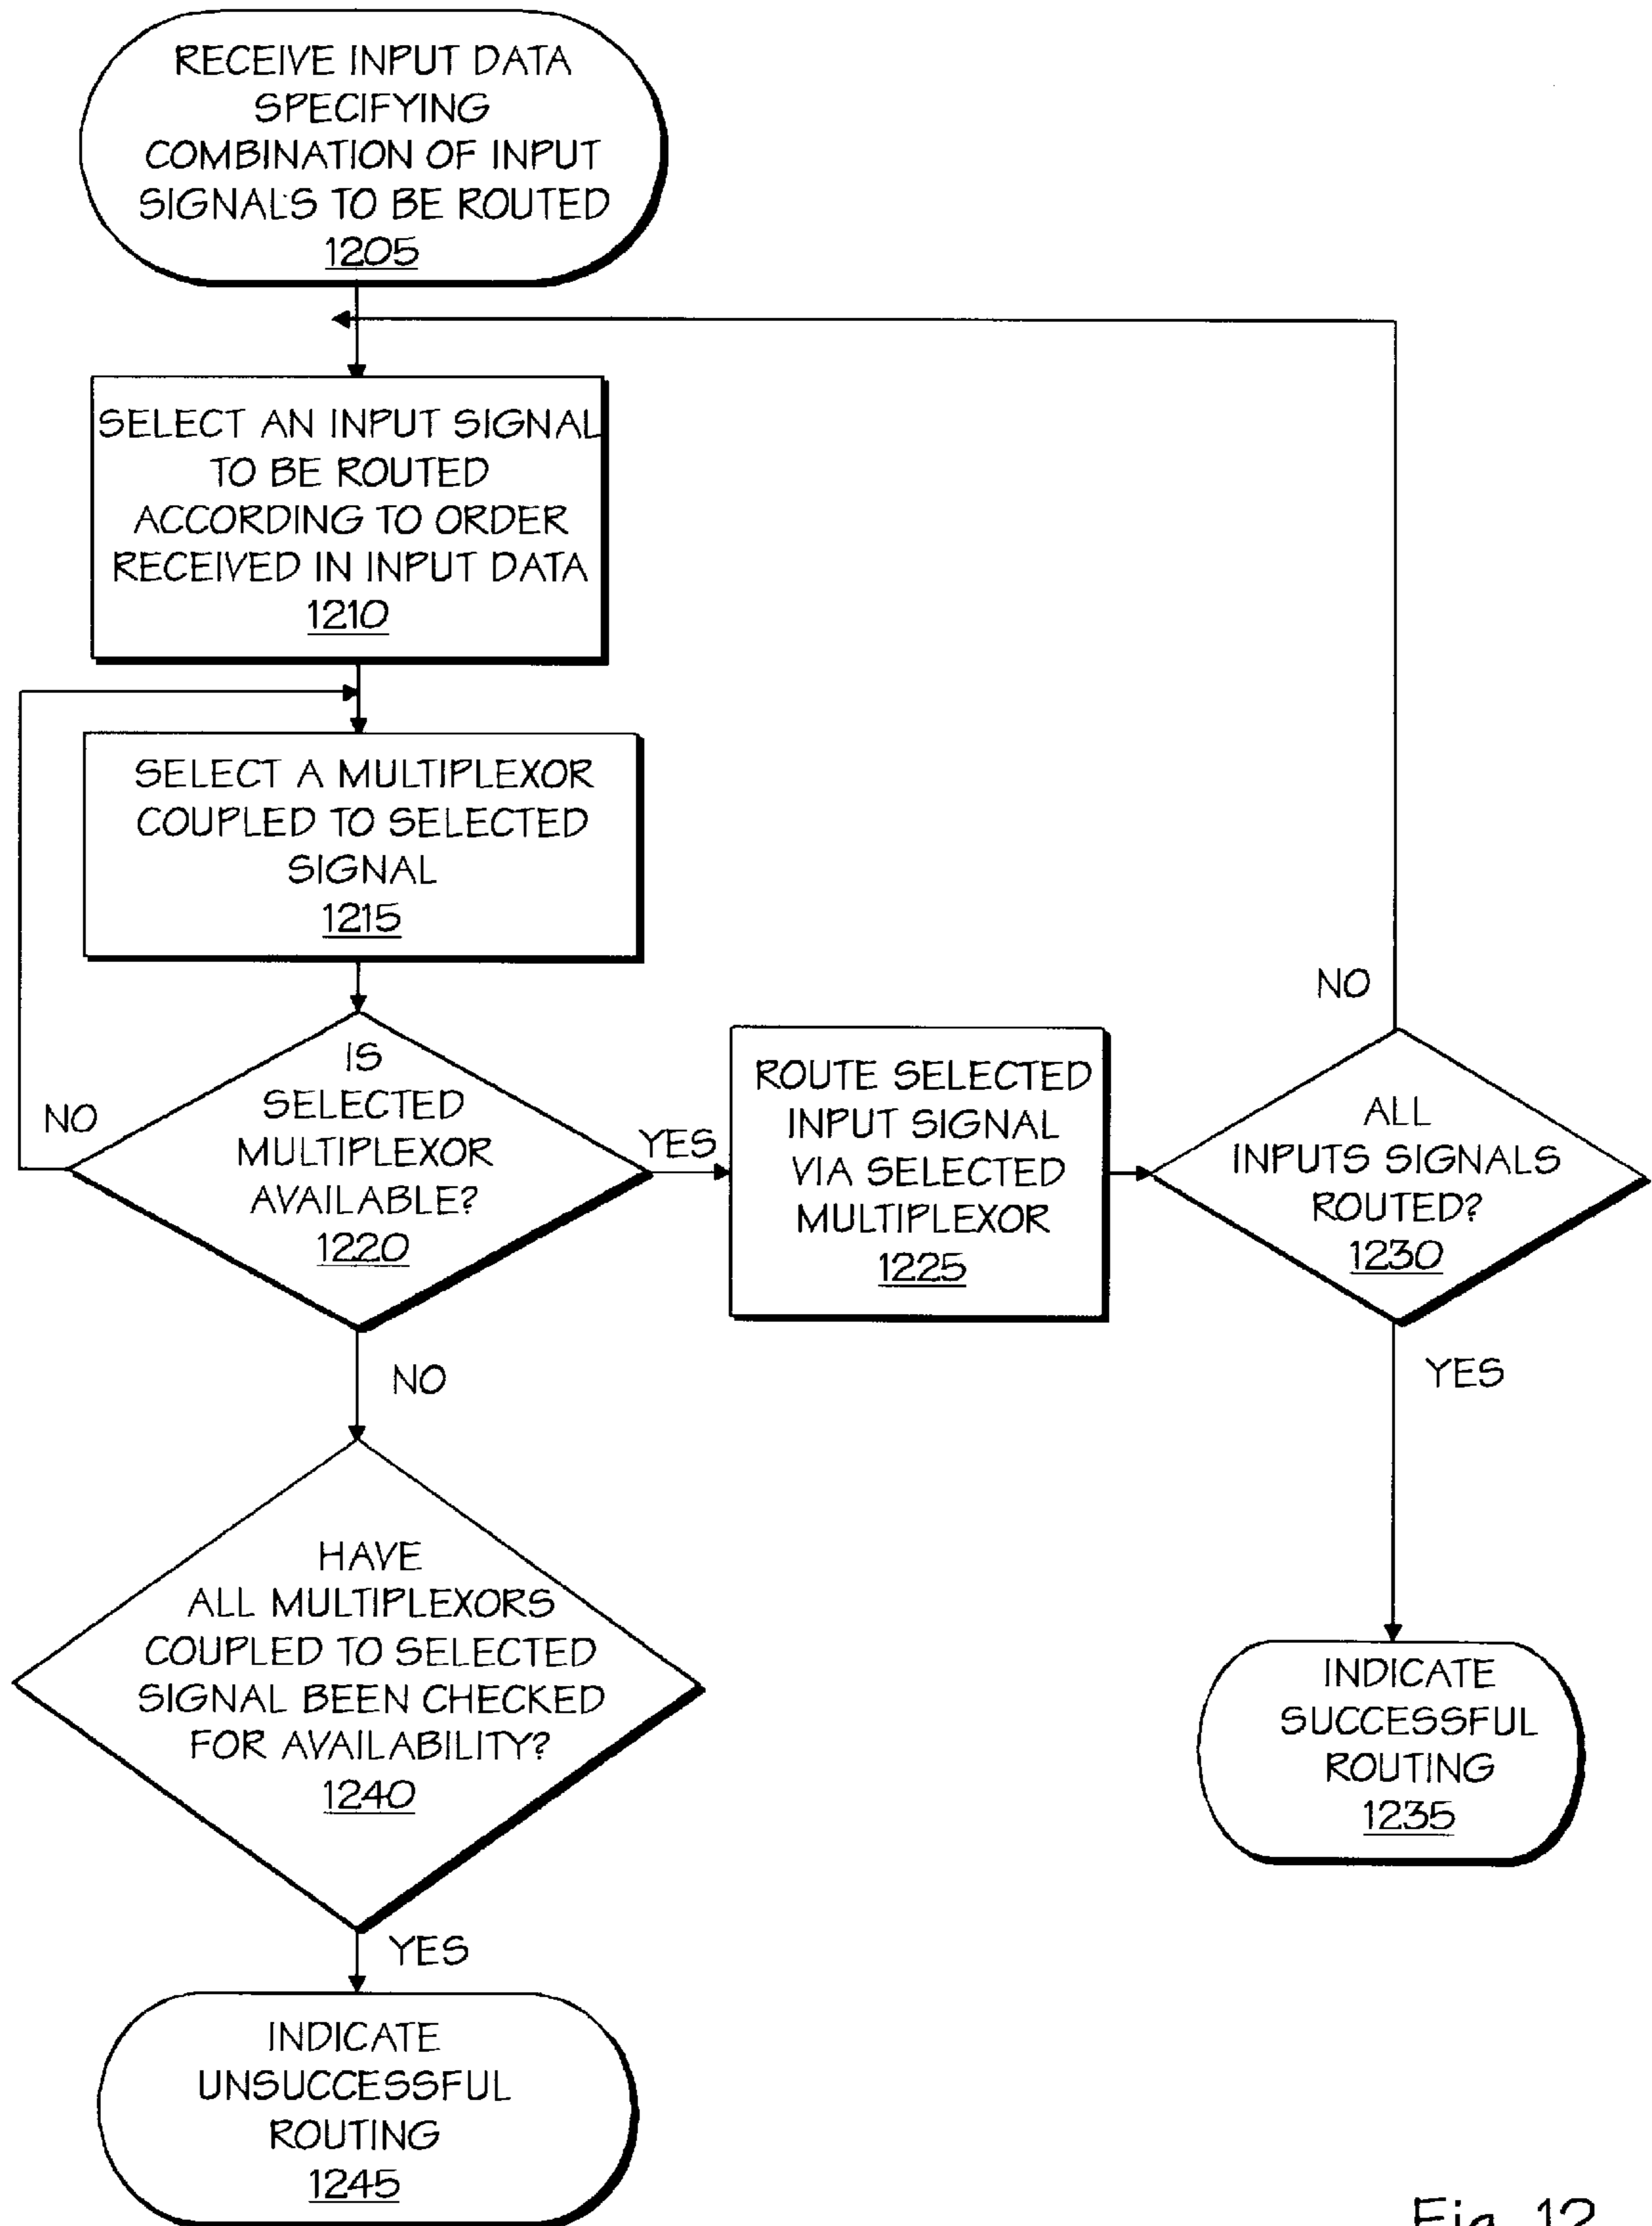 RECEIVE INPUT DATA
SPECIFYING
COMBINATION OF INPUT
SIGNALS TO BE ROUTED
1205
SELECT AN INPUT SIGNAL
TO BE ROUTED
ACCORDING TO ORDER
RECEIVED IN INPUT DATA
1210
SELECT A MULTIPLEXOR
COUPLED TO SELECTED
SIGNAL
1215
IS
SELECTED
MULTIPLEXOR
AVAILABLE?
1220
NO
YES
ROUTE SELECTED
INPUT SIGNAL
VIA SELECTED
MULTIPLEXOR
1225
NO
ALL
INPUTS SIGNALS
ROUTED?
1230
YES
INDICATE
SUCCESSFUL
ROUTING
1235
NO
HAVE
ALL MULTIPLEXORS
COUPLED TO SELECTED
SIGNAL BEEN CHECKED
FOR AVAILABILITY?
1240
YES
INDICATE
UNSUCCESSFUL
ROUTING
1245
Fig. 12